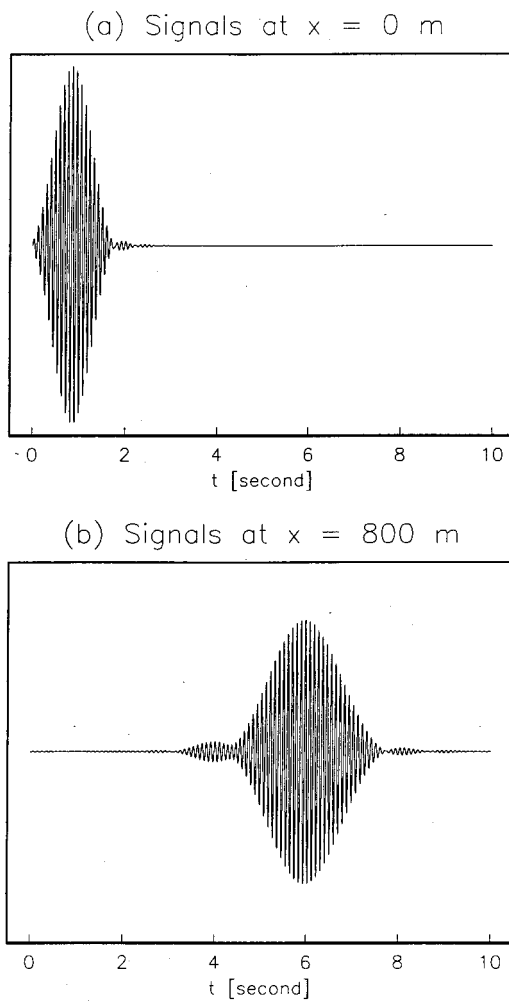 (a) Signals at x = 0 m
0 2 4 6 8 10
t [second]
(b) Signals at x = 800 m
0 2 4 6 8 10
t [second]